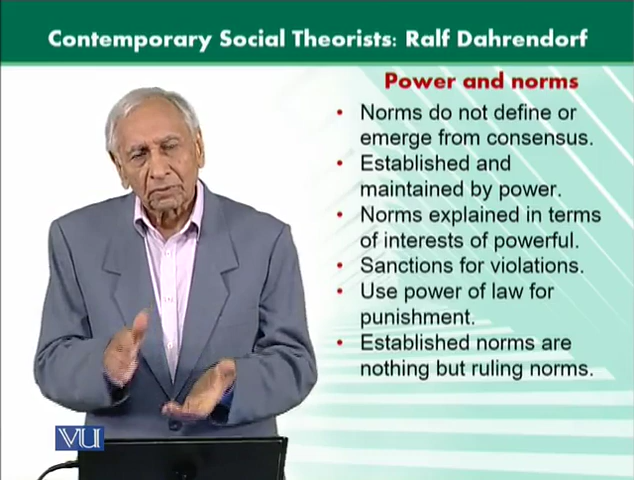 Contemporary Social Theorists: Ralf Dahrendorf
Power and norms
• Norms do not define or
emerge from consensus.
• Established and
maintained by power.
• Norms explained in terms
of interests of powerful.
• Sanctions for violations.
• Use power of law for
punishment.
• Established norms are
nothing but ruling norms.
VU